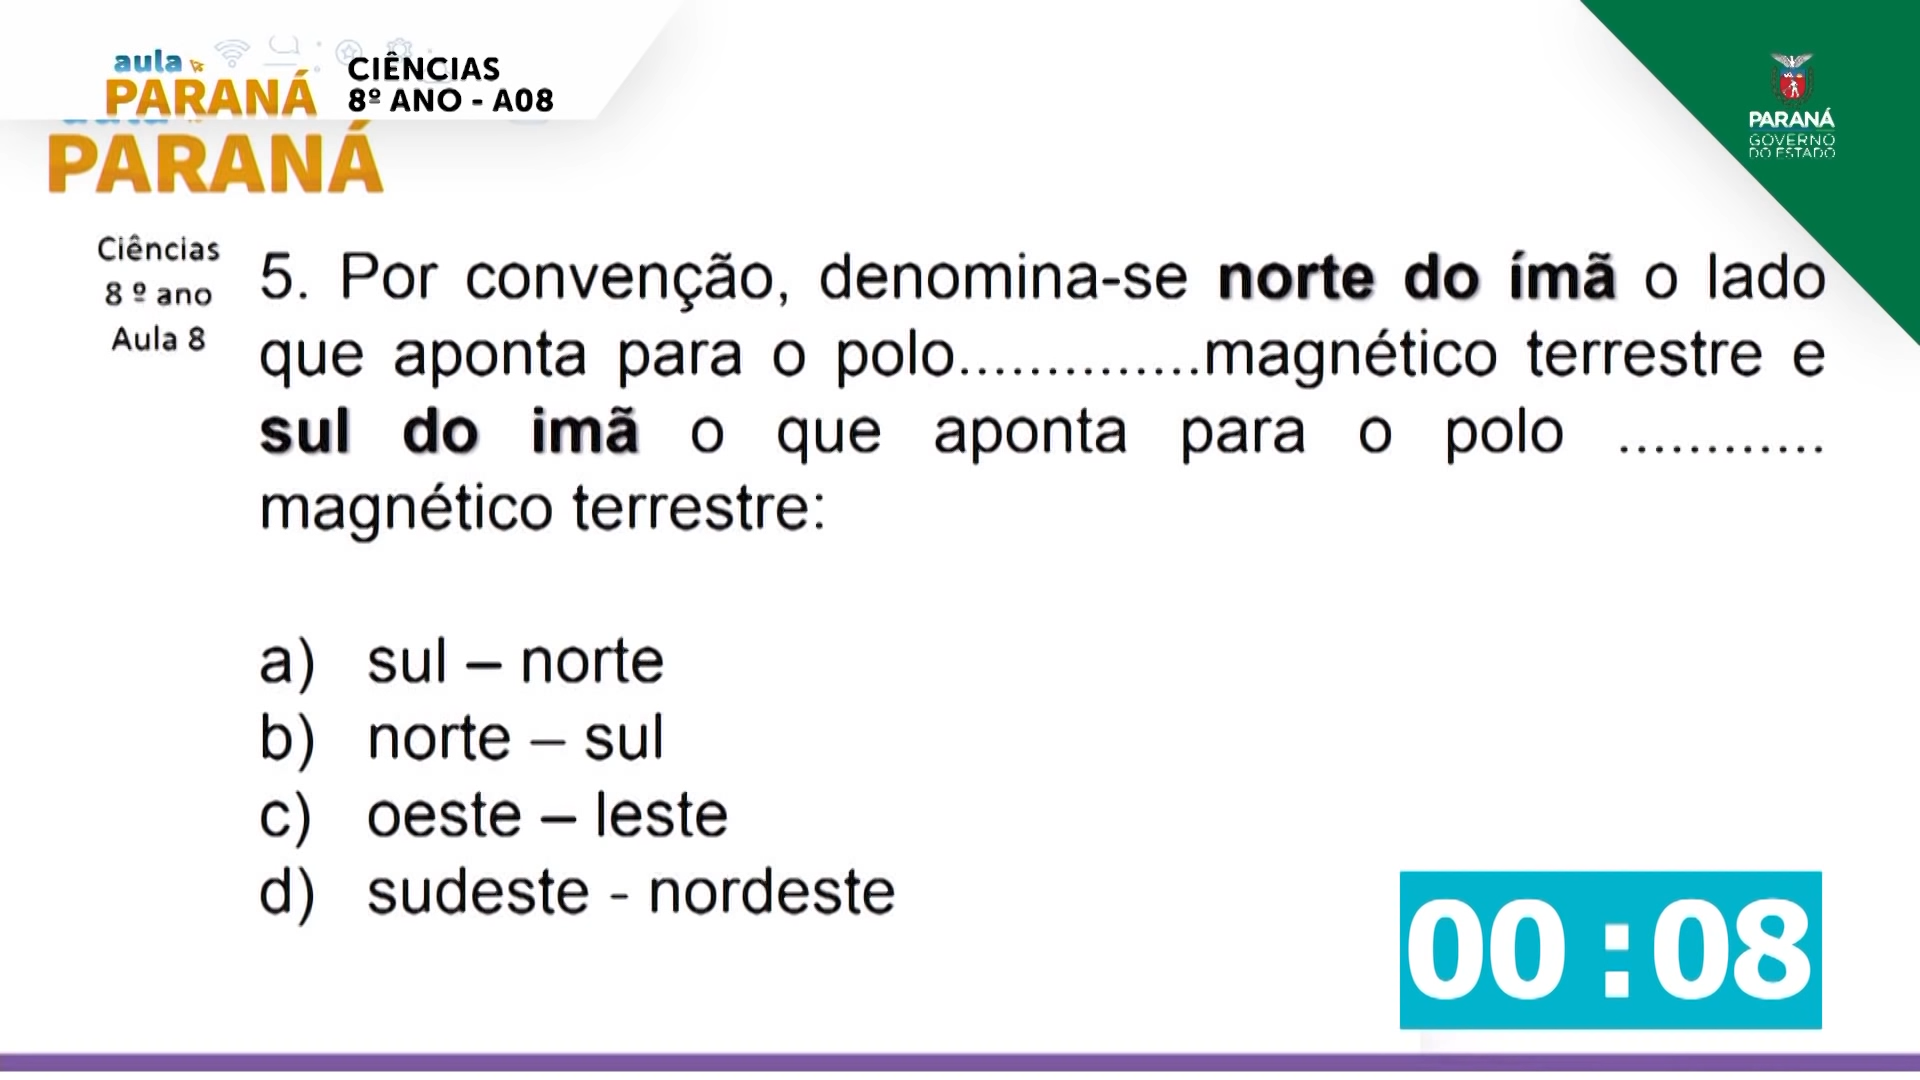 aula
PARANÁ
CIÊNCIAS
8º ANO - A08
PARANÁ
PARANÁ
GOVERNO
DO ESTADO
Ciências
8 º ano
Aula 8
5. Por convenção, denomina-se norte do ímã o lado
que aponta para o polo..............magnético terrestre e
sul do imã o que aponta para o polo ............
magnético terrestre:
a) sul – norte
b) norte – sul
c) oeste – leste
d) sudeste - nordeste
00:08